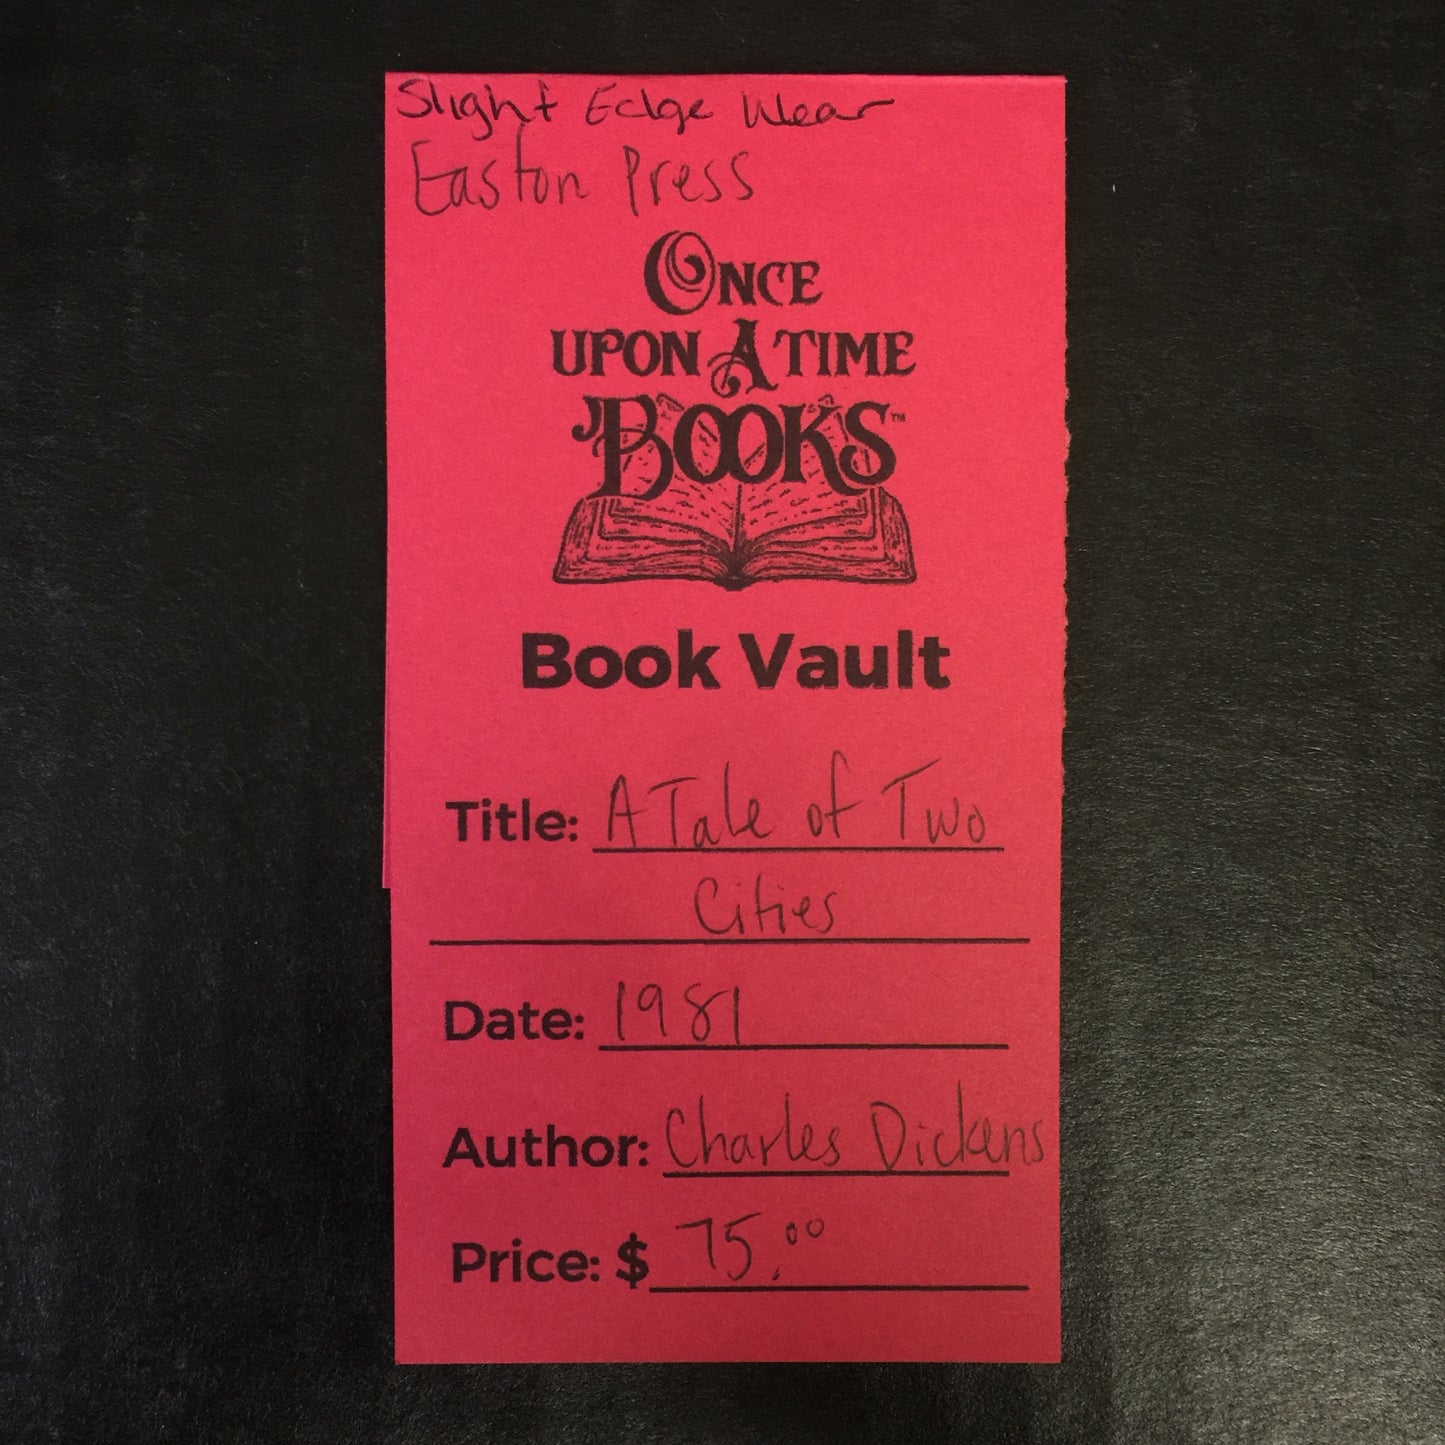 Slight Edge Wear
Easton Press
ONCE
UPON A TIME
BOOKS™
Book Vault
Title: A Tale of Two
Cities
Date: 1981
Author: Charles Dickens
Price: $ 75.00